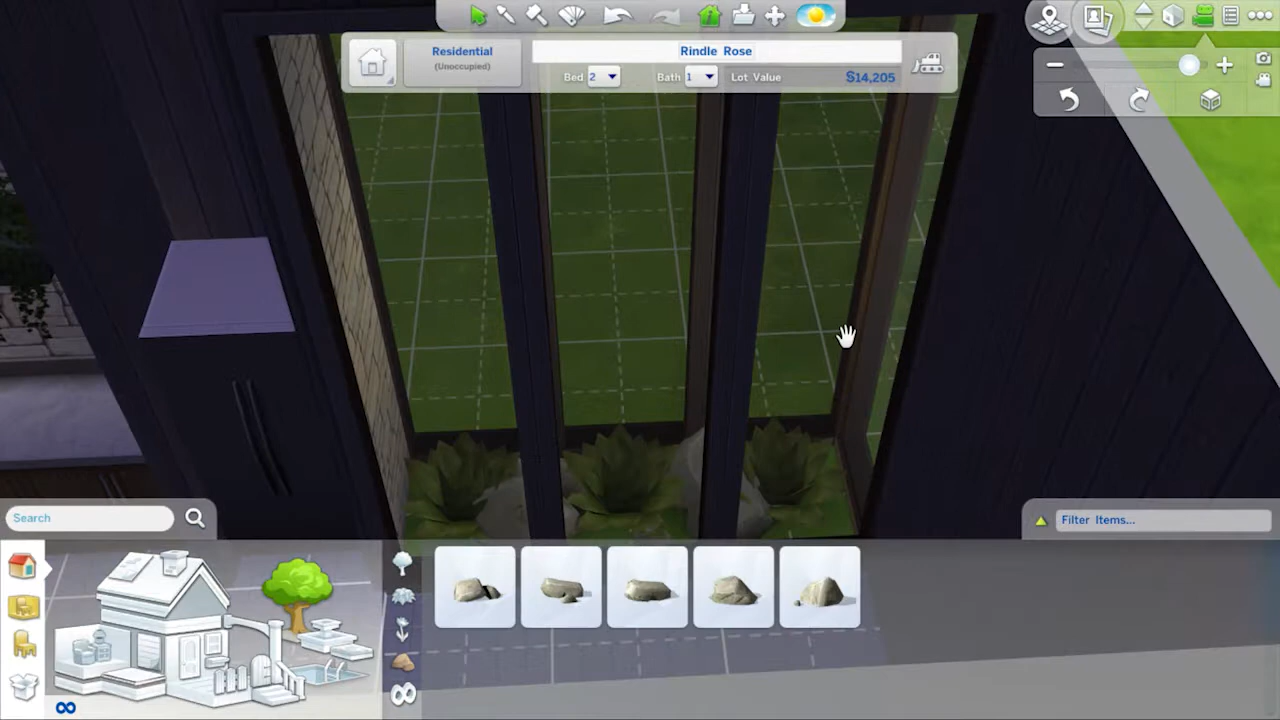 Residential
(Unoccupied)
Rindle Rose
Bed 2
Bath 1
Lot Value
§14,205
Search
Filter Items...